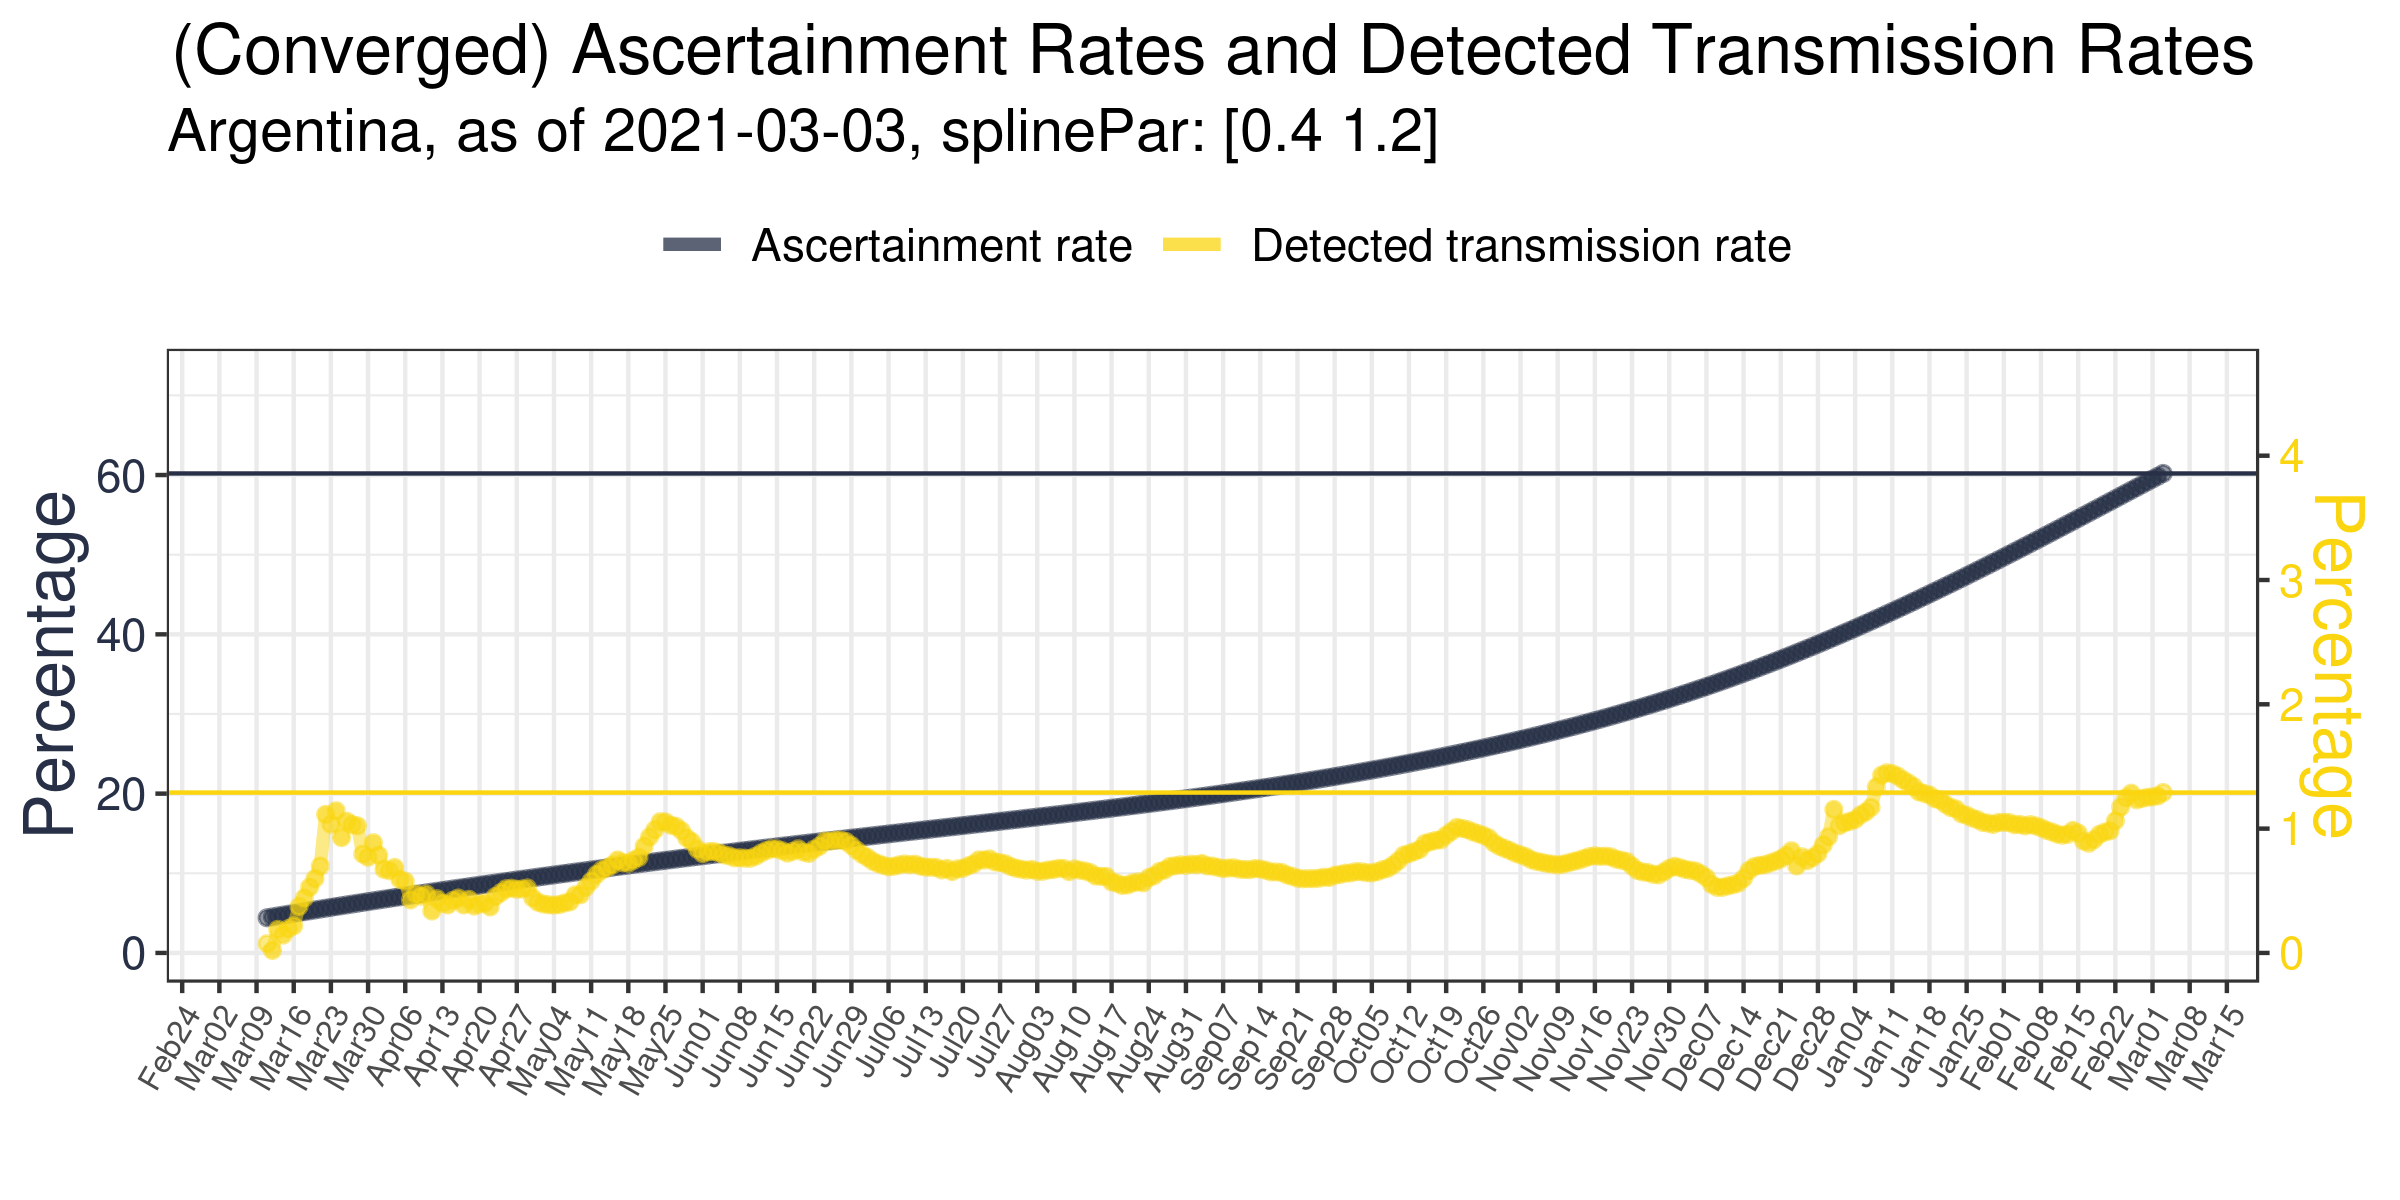 (Converged) Ascertainment Rates and Detected Transmission Rates
Argentina, as of 2021-03-03, splinePar: [0.4 1.2]
Ascertainment rate
Detected transmission rate
Percentage
60
40
20
0
4
3
2
1
0
Percentage
Feb24
Mar02
Mar09
Mar16
Mar23
Mar30
Apr06
Apr13
Apr20
Apr27
May04
May11
May18
May25
Jun01
Jun08
Jun15
Jun22
Jun29
Jul06
Jul13
Jul20
Jul27
Aug03
Aug10
Aug17
Aug24
Aug31
Sep07
Sep14
Sep21
Sep28
Oct05
Oct12
Oct19
Oct26
Nov02
Nov09
Nov16
Nov23
Nov30
Dec07
Dec14
Dec21
Dec28
Jan04
Jan11
Jan18
Jan25
Feb01
Feb08
Feb15
Feb22
Mar01
Mar08
Mar15